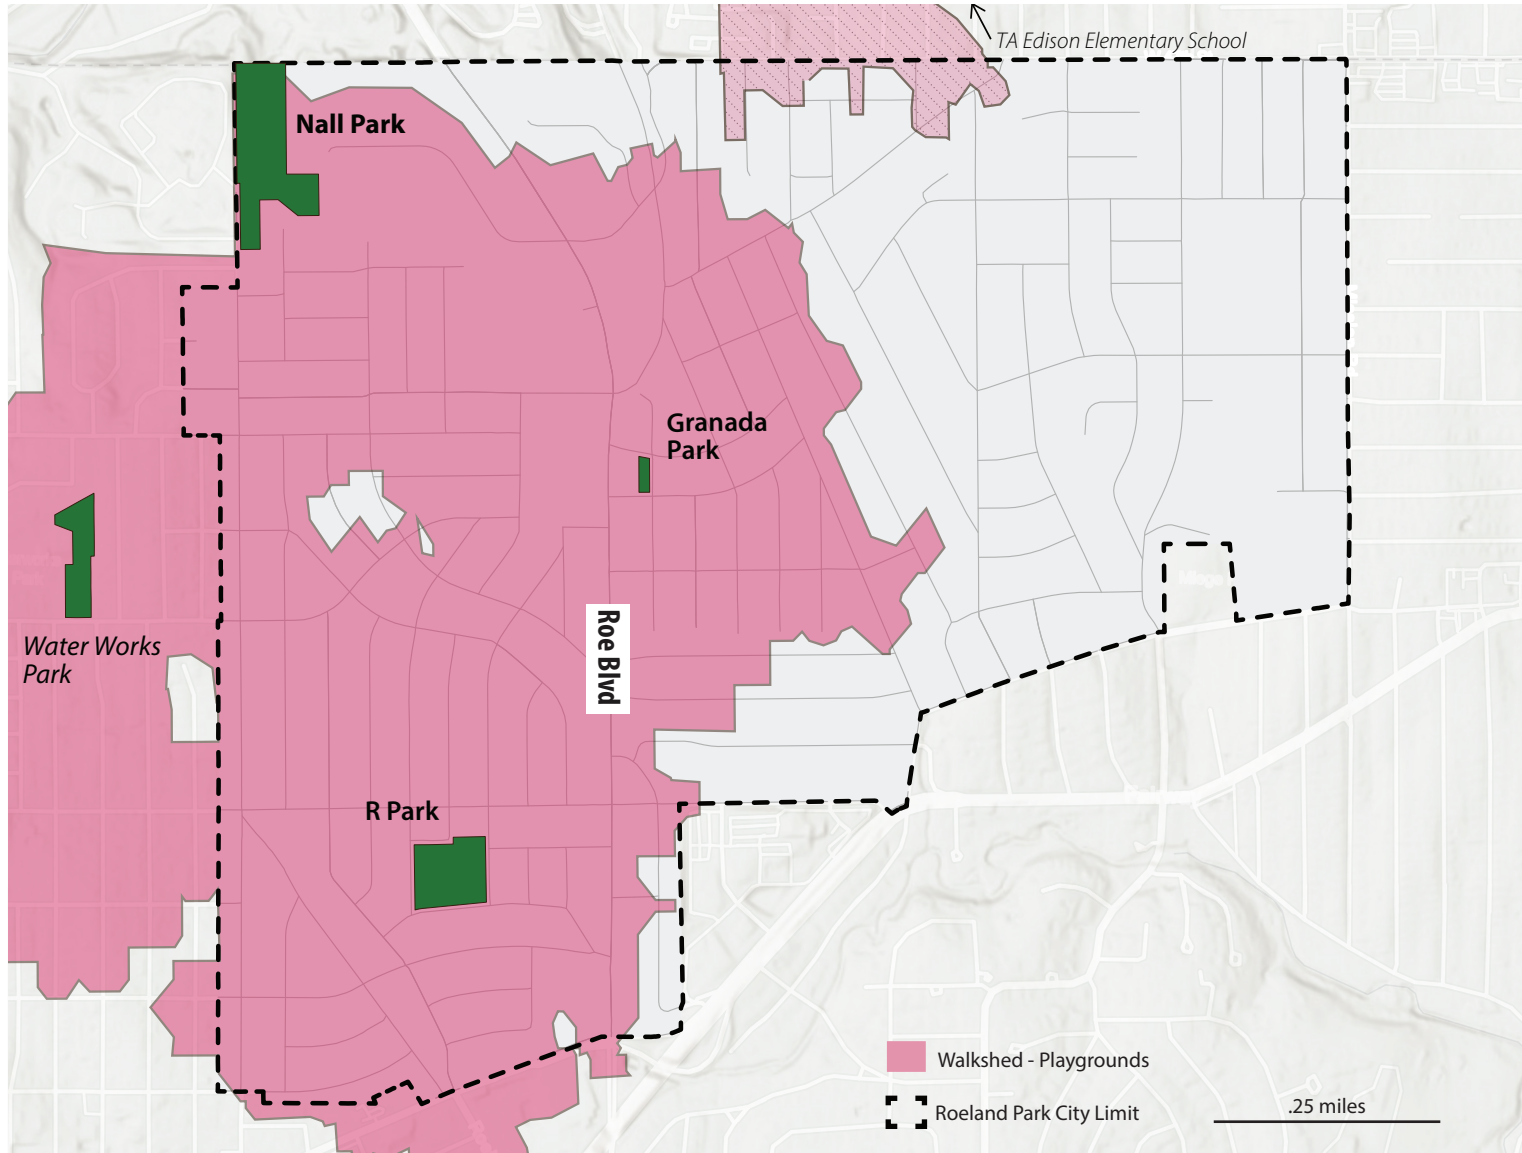 TA Edison Elementary School
Nall Park
Granada
Park
Water Works
Park
Roe Blvd
R Park
Walkshed - Playgrounds
Roeland Park City Limit
.25 miles